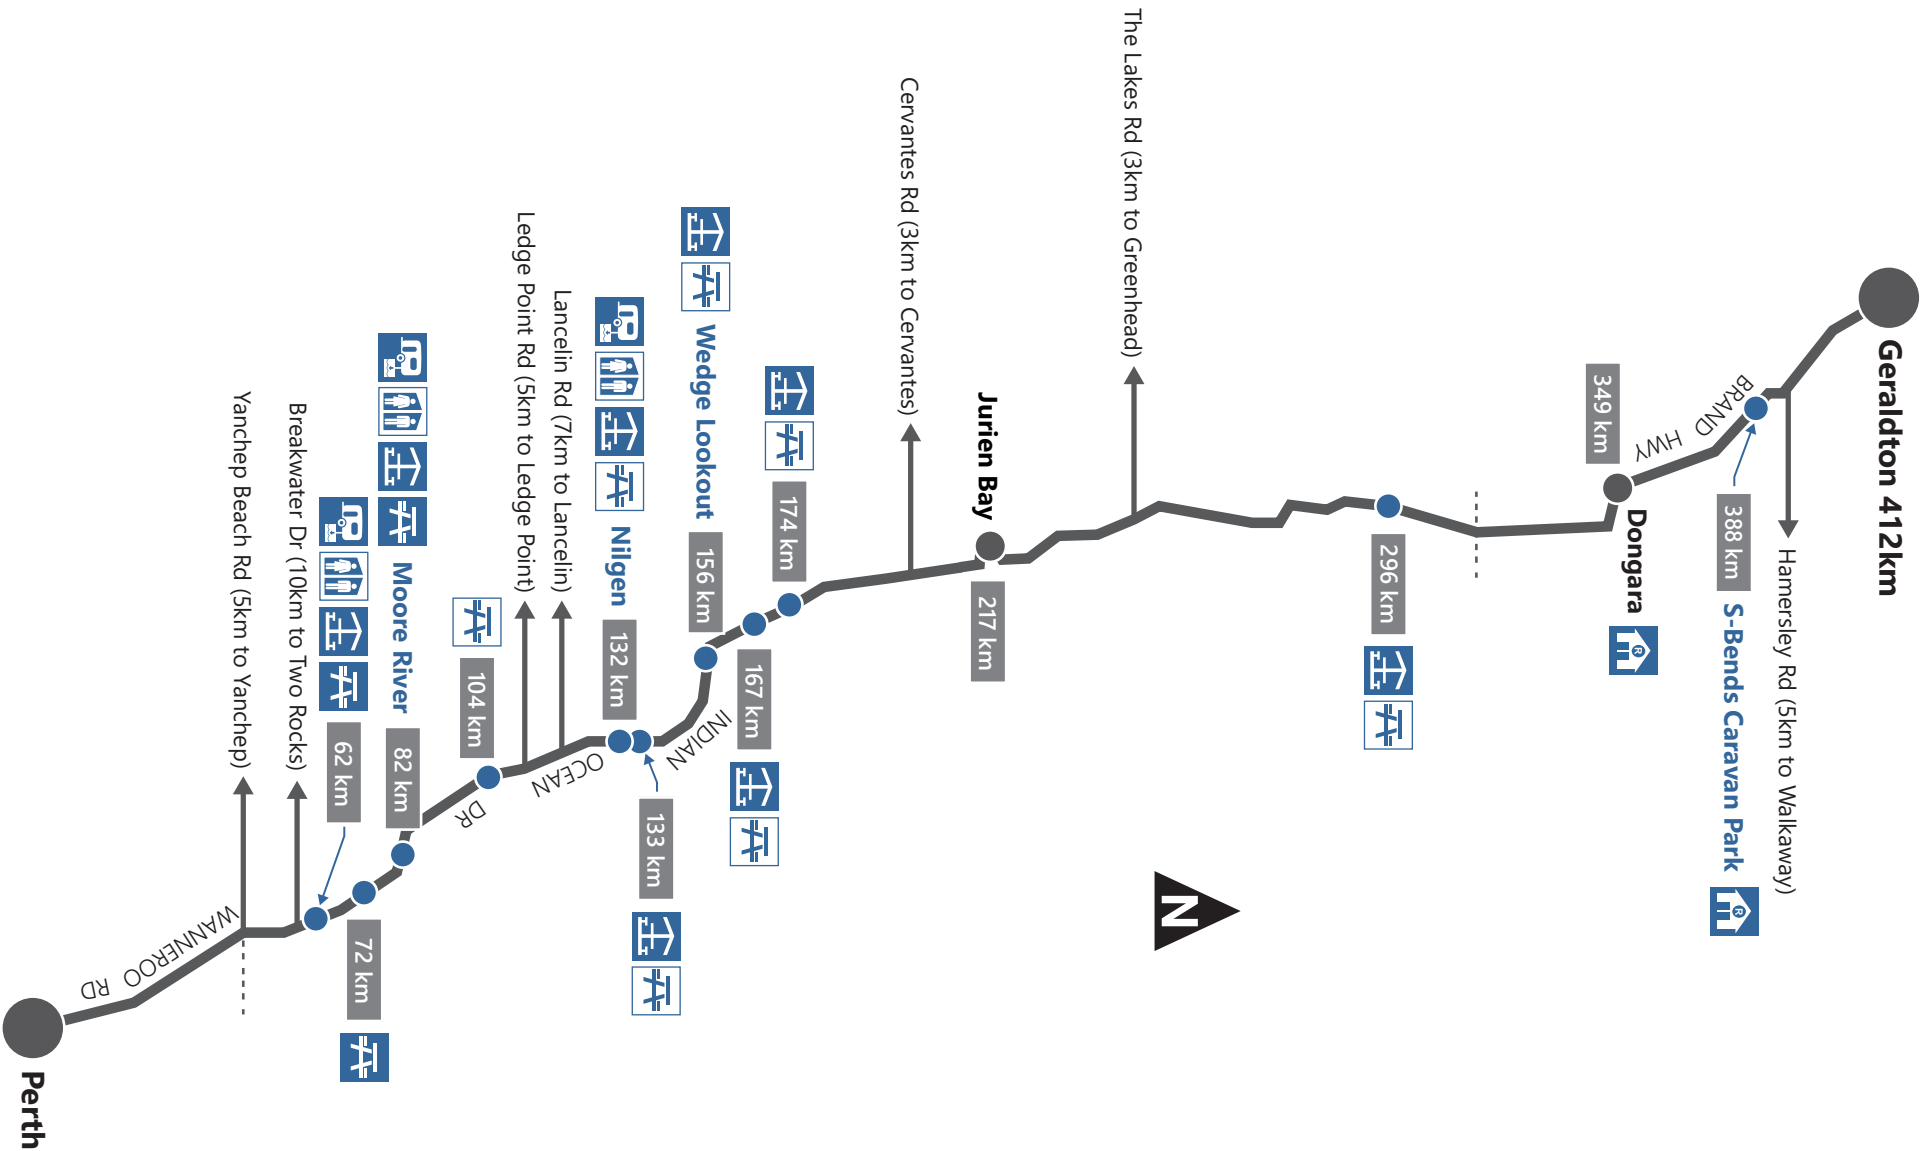 Geraldton 412km
Hamersley Rd (5km to Walkaway)
BRAND HWY
388 km
S-Bends Caravan Park
R
349 km
Dongara
R
296 km
The Lakes Rd (3km to Greenhead)
N
Jurien Bay
217 km
Cervantes Rd (3km to Cervantes)
174 km
167 km
Wedge Lookout
156 km
INDIAN OCEAN DR
133 km
Nilgen
132 km
Lancelin Rd (7km to Lancelin)
Ledge Point Rd (5km to Ledge Point)
104 km
Moore River
82 km
72 km
62 km
Breakwater Dr (10km to Two Rocks)
Yanchep Beach Rd (5km to Yanchep)
WANNEROO RD
Perth